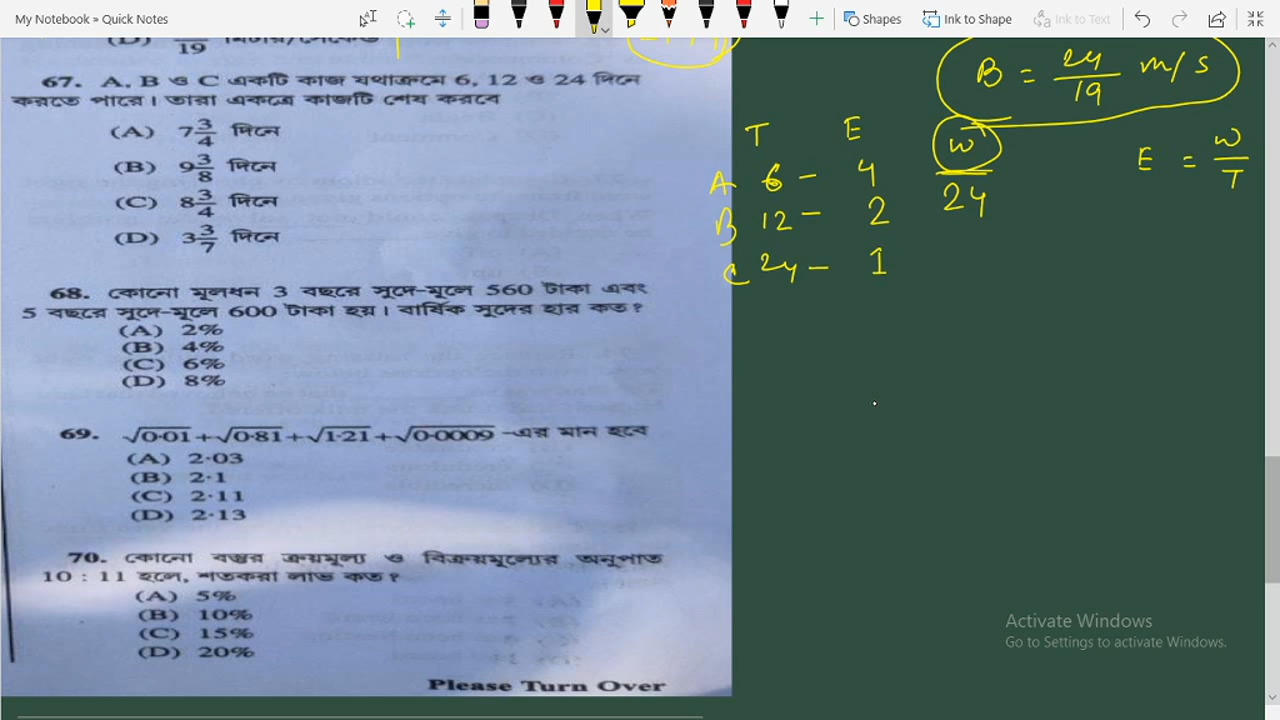 My Notebook » Quick Notes
Shapes
Ink to Shape
Ink to Text
19
67. A, B ও C একটি কাজ যথাক্রমে 6, 12 ও 24 দিনে
করতে পারে। তারা একত্রে কাজটি শেষ করবে
(A) 7 3/4 দিনে
(B) 9 3/8 দিনে
(C) 8 3/4 দিনে
(D) 3 3/7 দিনে
68. কোনো মূলধন 3 বছরে সুদে-মূলে 560 টাকা এবং
5 বছরে সুদে-মূলে 600 টাকা হয়। বার্ষিক সুদের হার কত?
(A) 2%
(B) 4%
(C) 6%
(D) 8%
69. √0·01 + √0·81 + √1·21 + √0·0009 -এর মান হবে
(A) 2·03
(B) 2·1
(C) 2·11
(D) 2·13
70. কোনো বস্তুর ক্রয়মূল্য ও বিক্রয়মূল্যের অনুপাত
10 : 11 হলে, শতকরা লাভ কত?
(A) 5%
(B) 10%
(C) 15%
(D) 20%
Please Turn Over
B = 24/19 m/s
T E W
E = W/T
A 6 - 4 24
B 12 - 2
C 24 - 1
Activate Windows
Go to Settings to activate Windows.